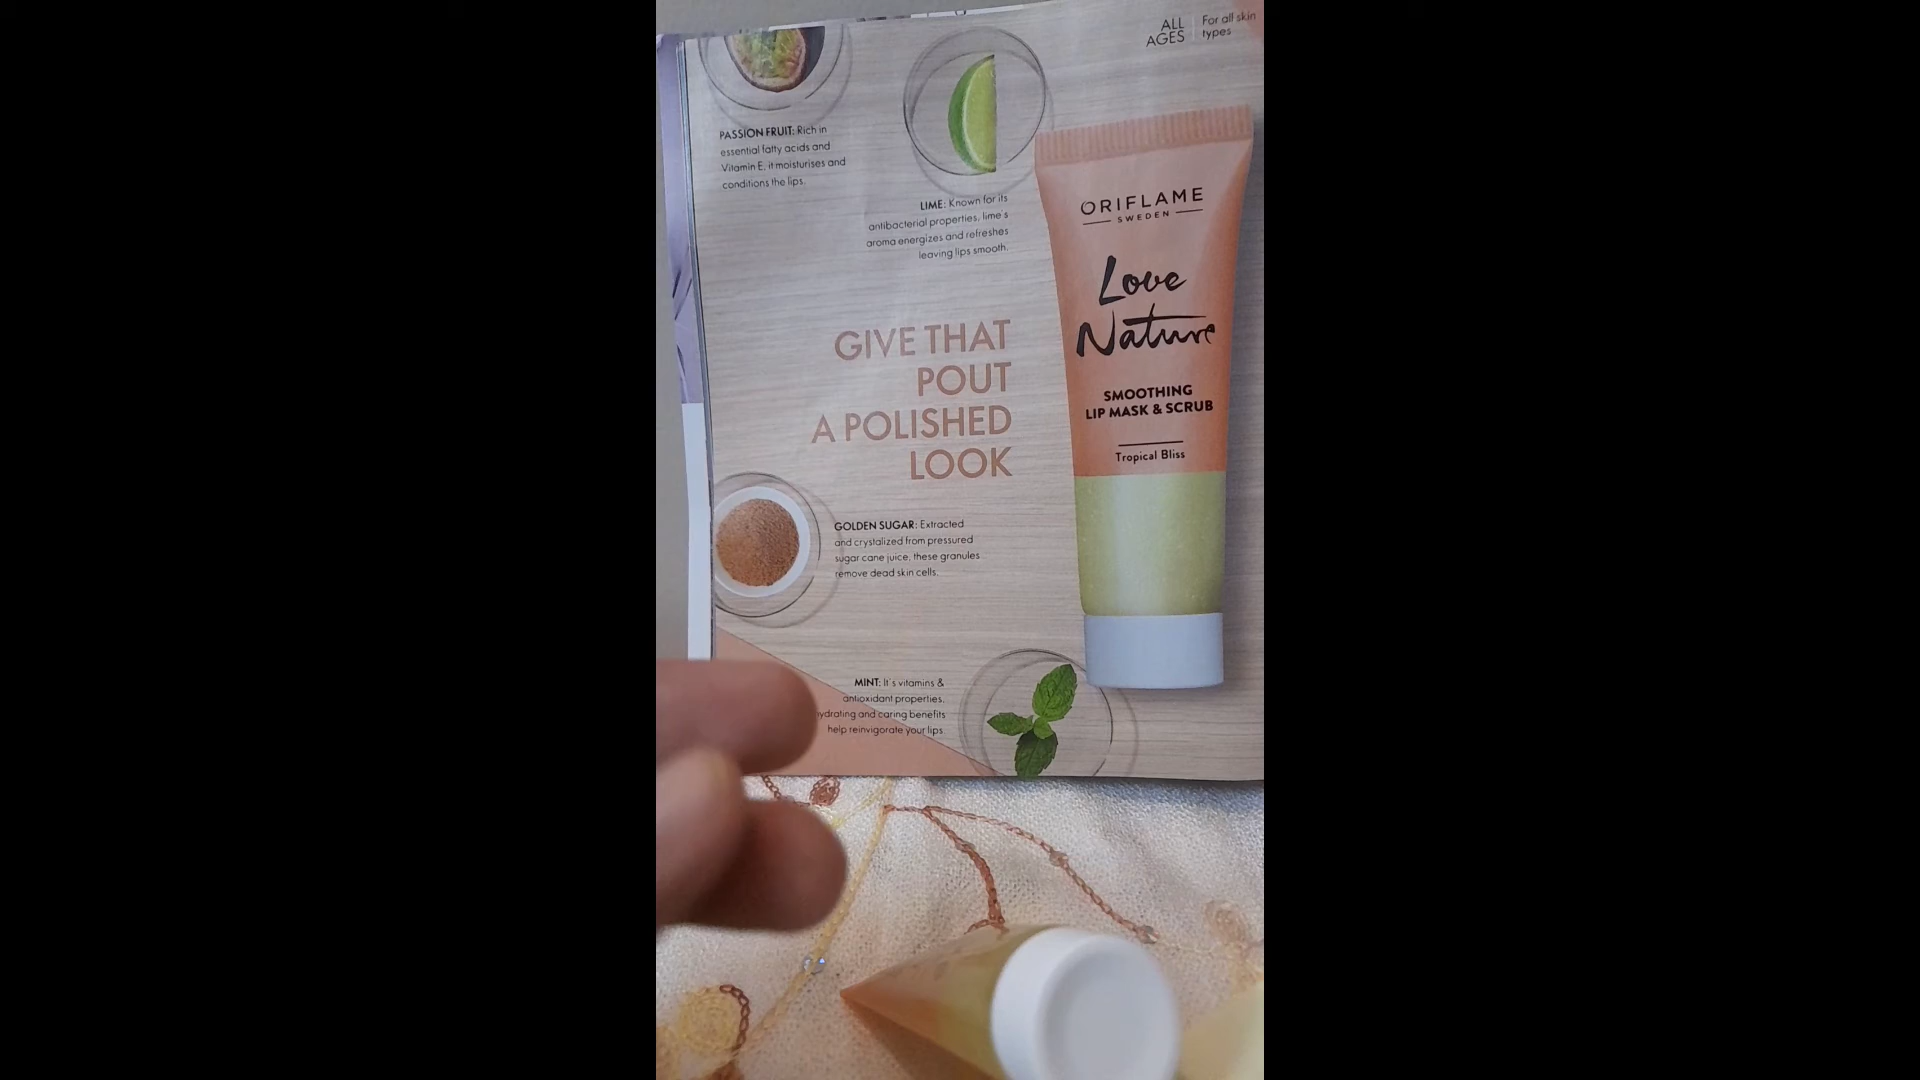 ALL
AGES
For all skin
types
PASSION FRUIT: Rich in
essential fatty acids and
Vitamin E, it moisturises and
conditions the lips.
LIME: Known for its
antibacterial properties, lime's
aroma energizes and refreshes
leaving lips smooth.
ORIFLAME
SWEDEN
Love
Nature
SMOOTHING
LIP MASK & SCRUB
Tropical Bliss
GIVE THAT
POUT
A POLISHED
LOOK
GOLDEN SUGAR: Extracted
and crystalized from pressured
sugar cane juice, these granules
remove dead skin cells.
MINT: It's vitamins &
antioxidant properties,
hydrating and caring benefits
help reinvigorate your lips.